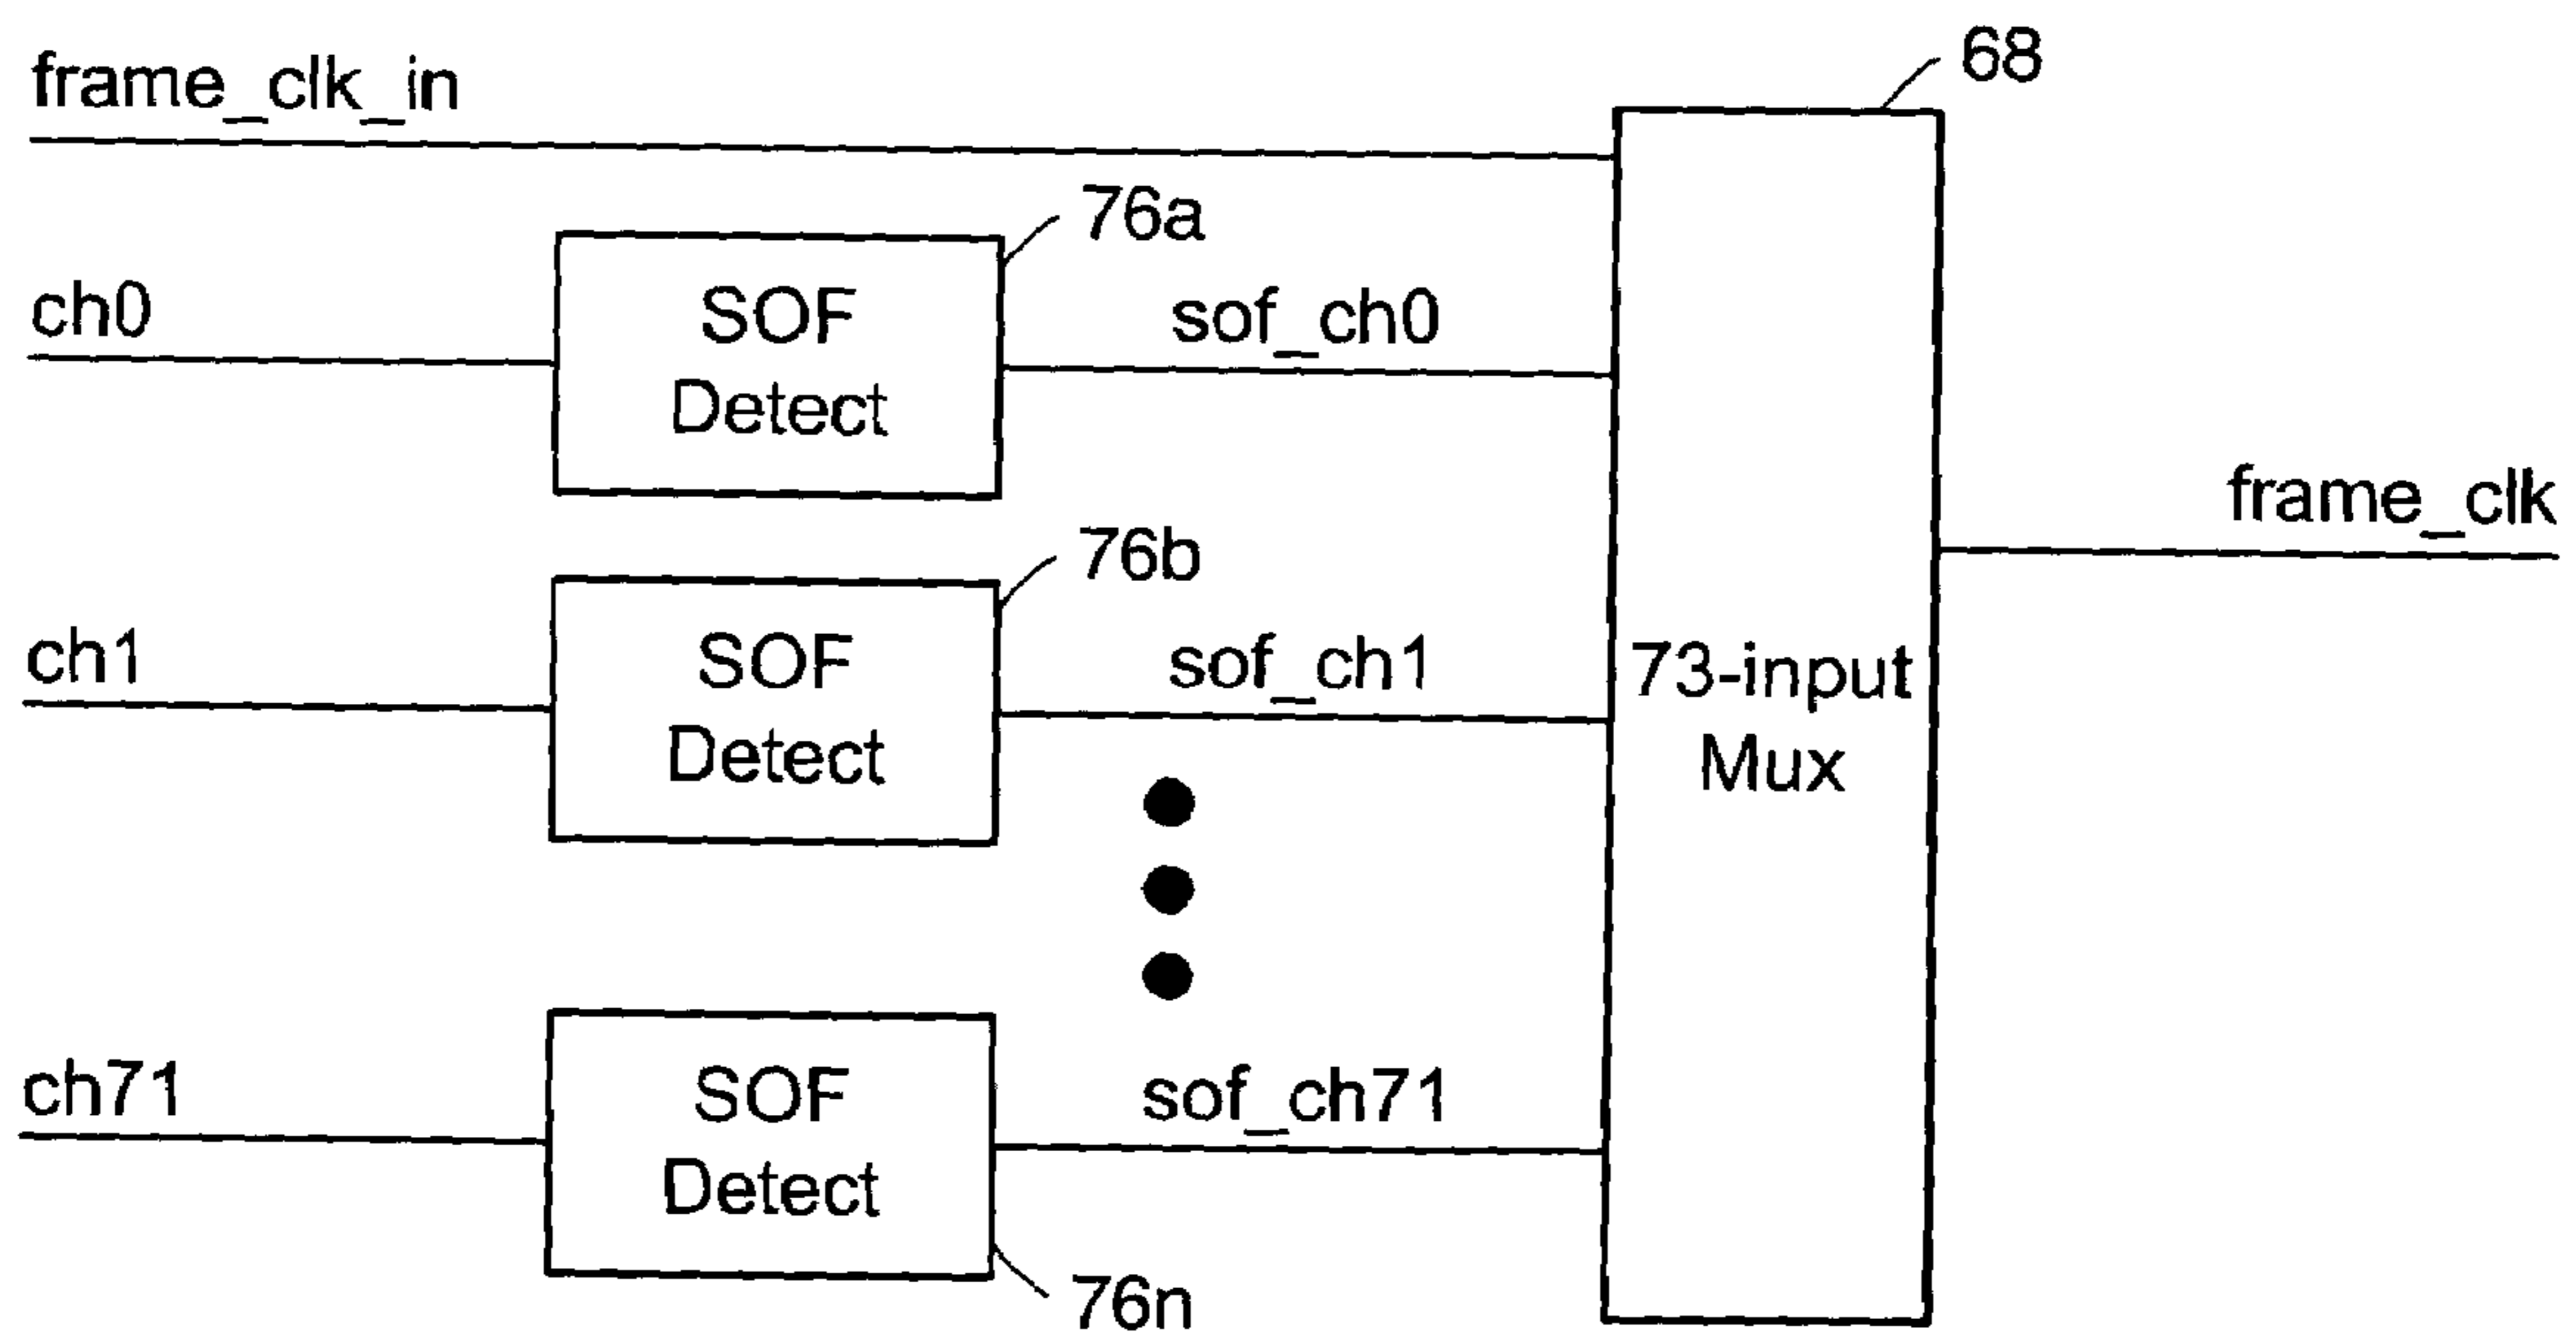 68
frame_clk_in
76a
ch0
SOF
Detect
sof_ch0
frame_clk
76b
ch1
SOF
Detect
sof_ch1
73-input
Mux
ch71
SOF
Detect
sof_ch71
76n